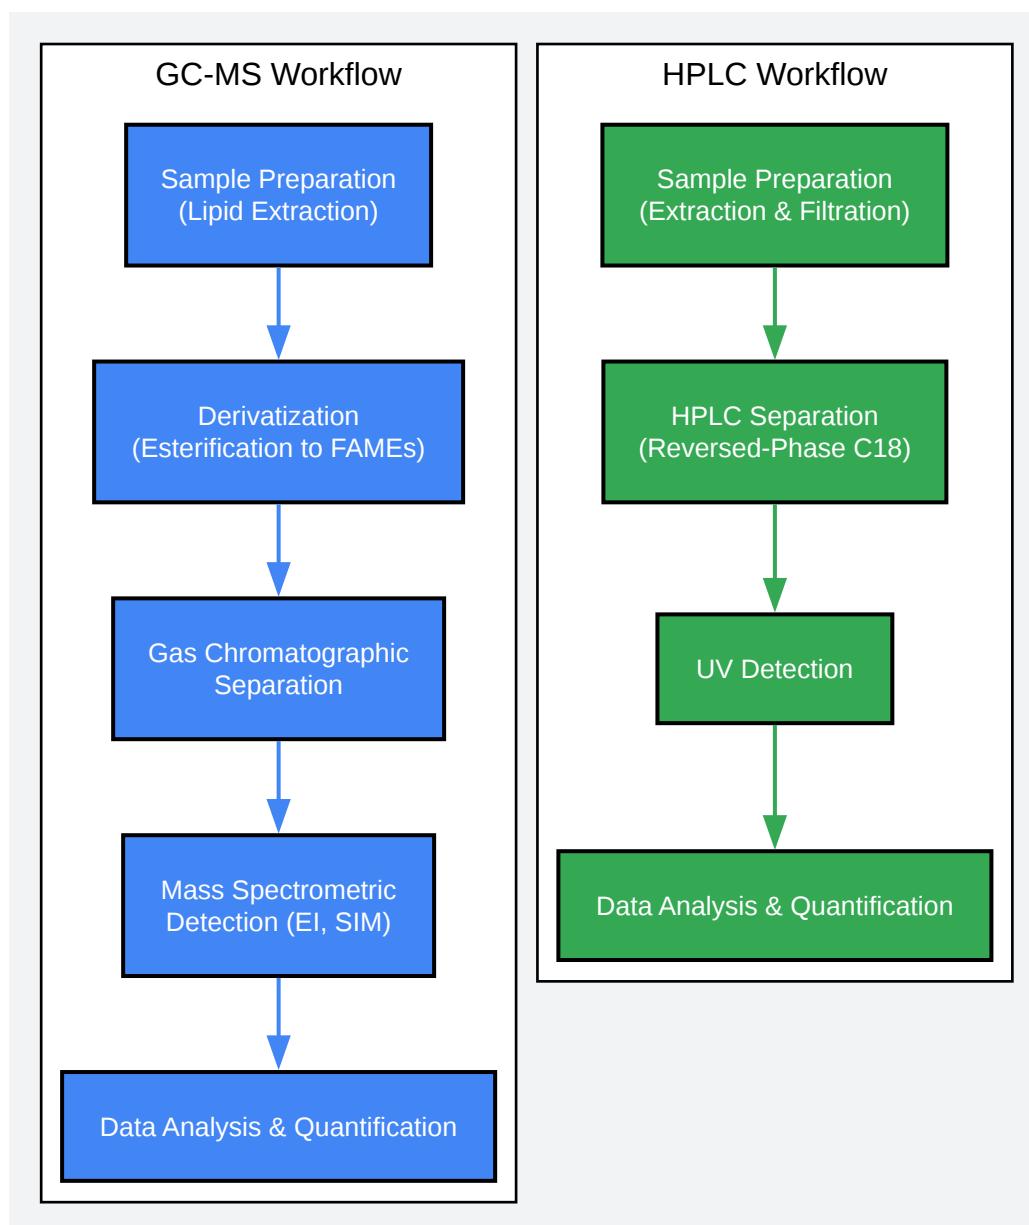 GC-MS Workflow
Sample Preparation
(Lipid Extraction)
Derivatization
(Esterification to FAMEs)
Gas Chromatographic
Separation
Mass Spectrometric
Detection (EI, SIM)
Data Analysis & Quantification
HPLC Workflow
Sample Preparation
(Extraction & Filtration)
HPLC Separation
(Reversed-Phase C18)
UV Detection
Data Analysis & Quantification